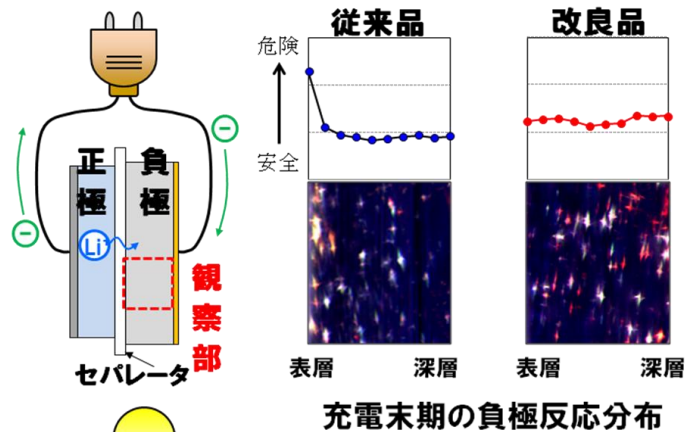 従来品
改良品
危険
安全
正極
負極
−
−
Li
観察部
セパレータ
表層
深層
表層
深層
充電末期の負極反応分布